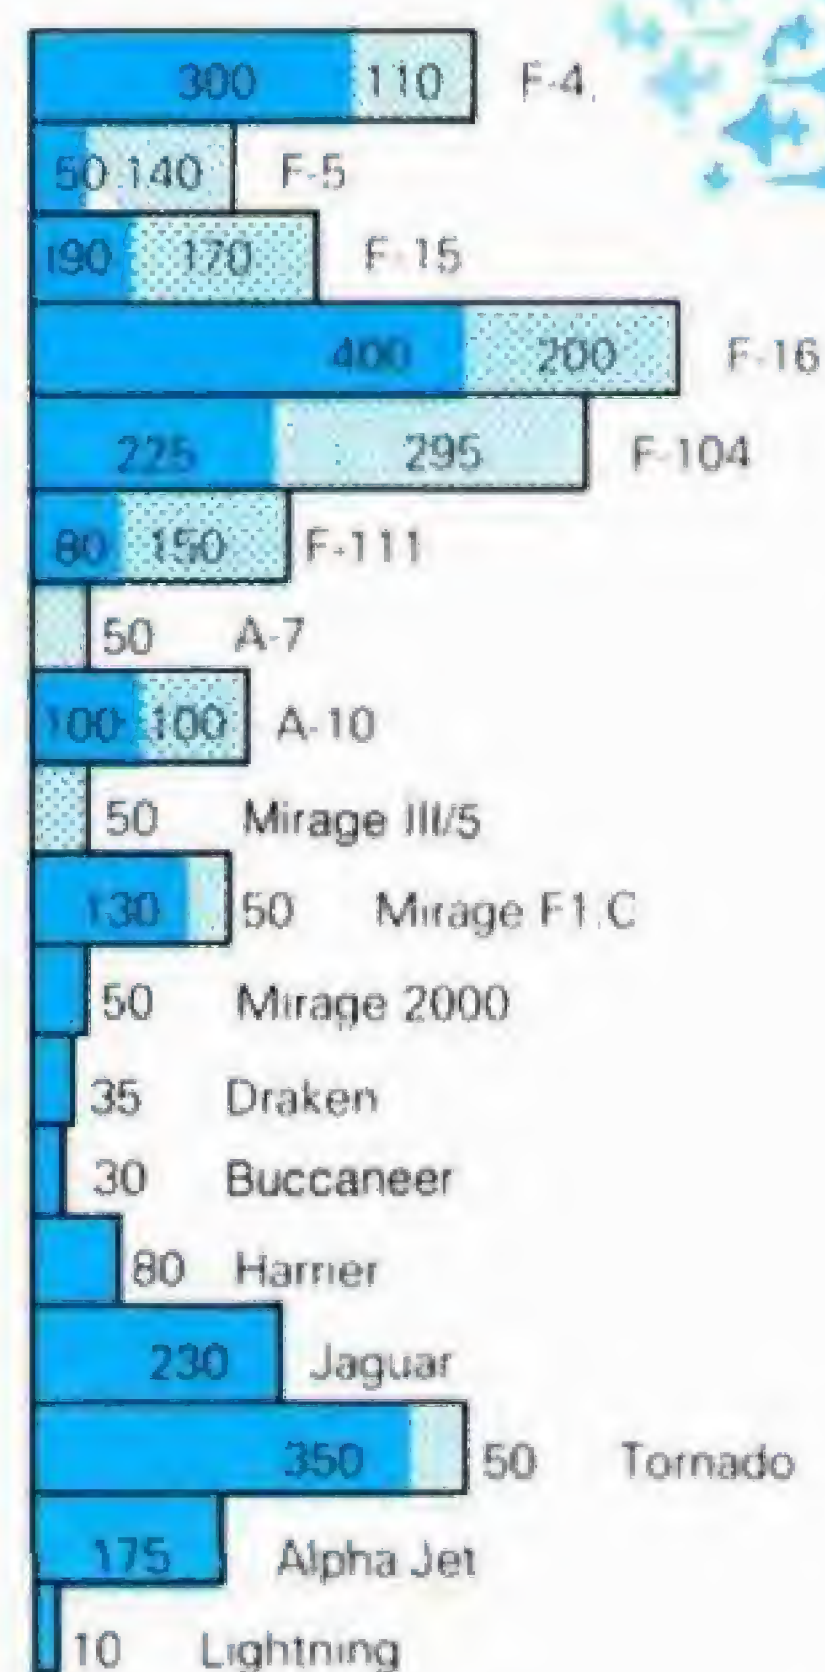 300 110 F-4
50 140 F-5
190 170 F-15
400 200 F-16
225 295 F-104
80 150 F-111
50 A-7
100 100 A-10
50 Mirage III/5
130 50 Mirage F1.C
50 Mirage 2000
35 Draken
30 Buccaneer
80 Harrier
230 Jaguar
350 50 Tornado
175 Alpha Jet
10 Lightning